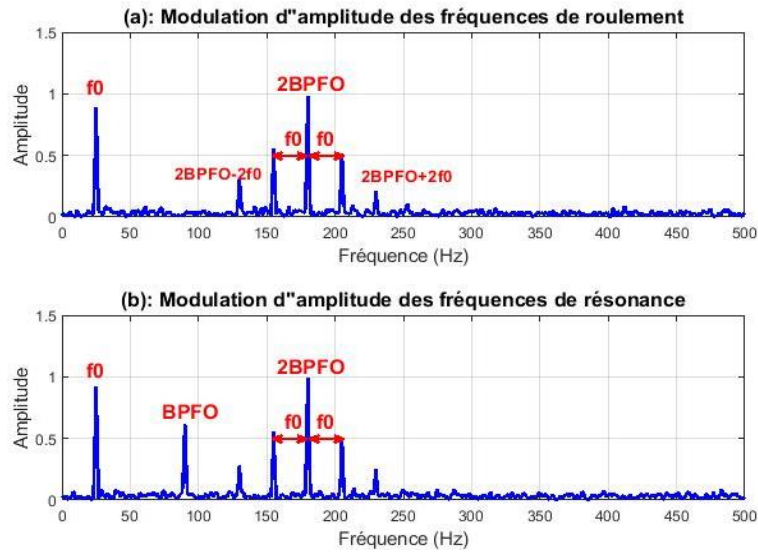 (a): Modulation d"amplitude des fréquences de roulement
1.5
1
0.5
0
Amplitude
f0
2BPFO
f0 f0
2BPFO-2f0
2BPFO+2f0
0 50 100 150 200 250 300 350 400 450 500
Fréquence (Hz)
(b): Modulation d"amplitude des fréquences de résonance
1.5
1
0.5
0
Amplitude
f0
2BPFO
BPFO
f0 f0
0 50 100 150 200 250 300 350 400 450 500
Fréquence (Hz)